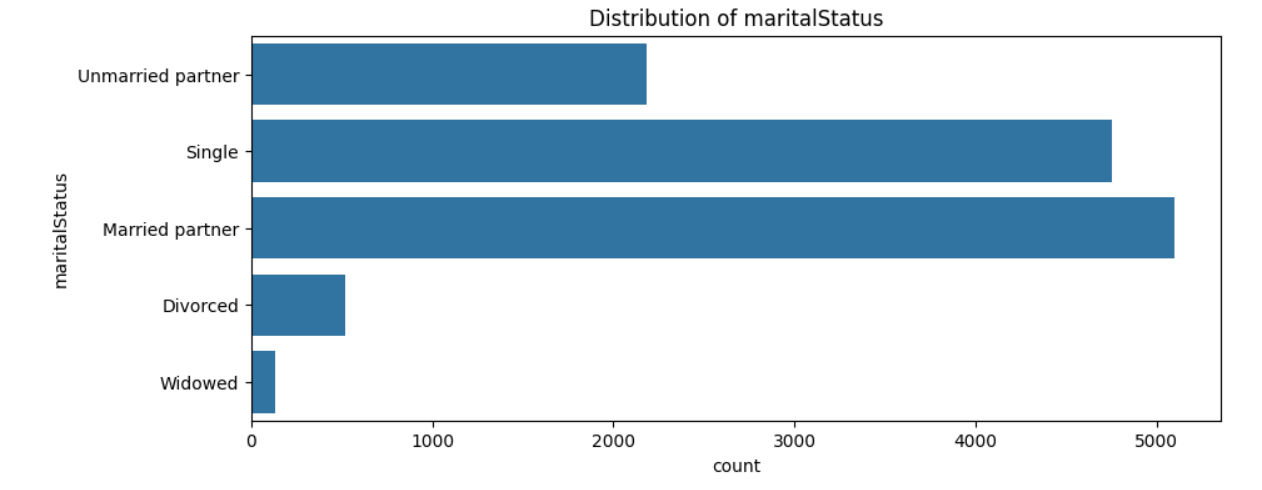 Distribution of maritalStatus
maritalStatus
Unmarried partner
Single
Married partner
Divorced
Widowed
0 1000 2000 3000 4000 5000
count